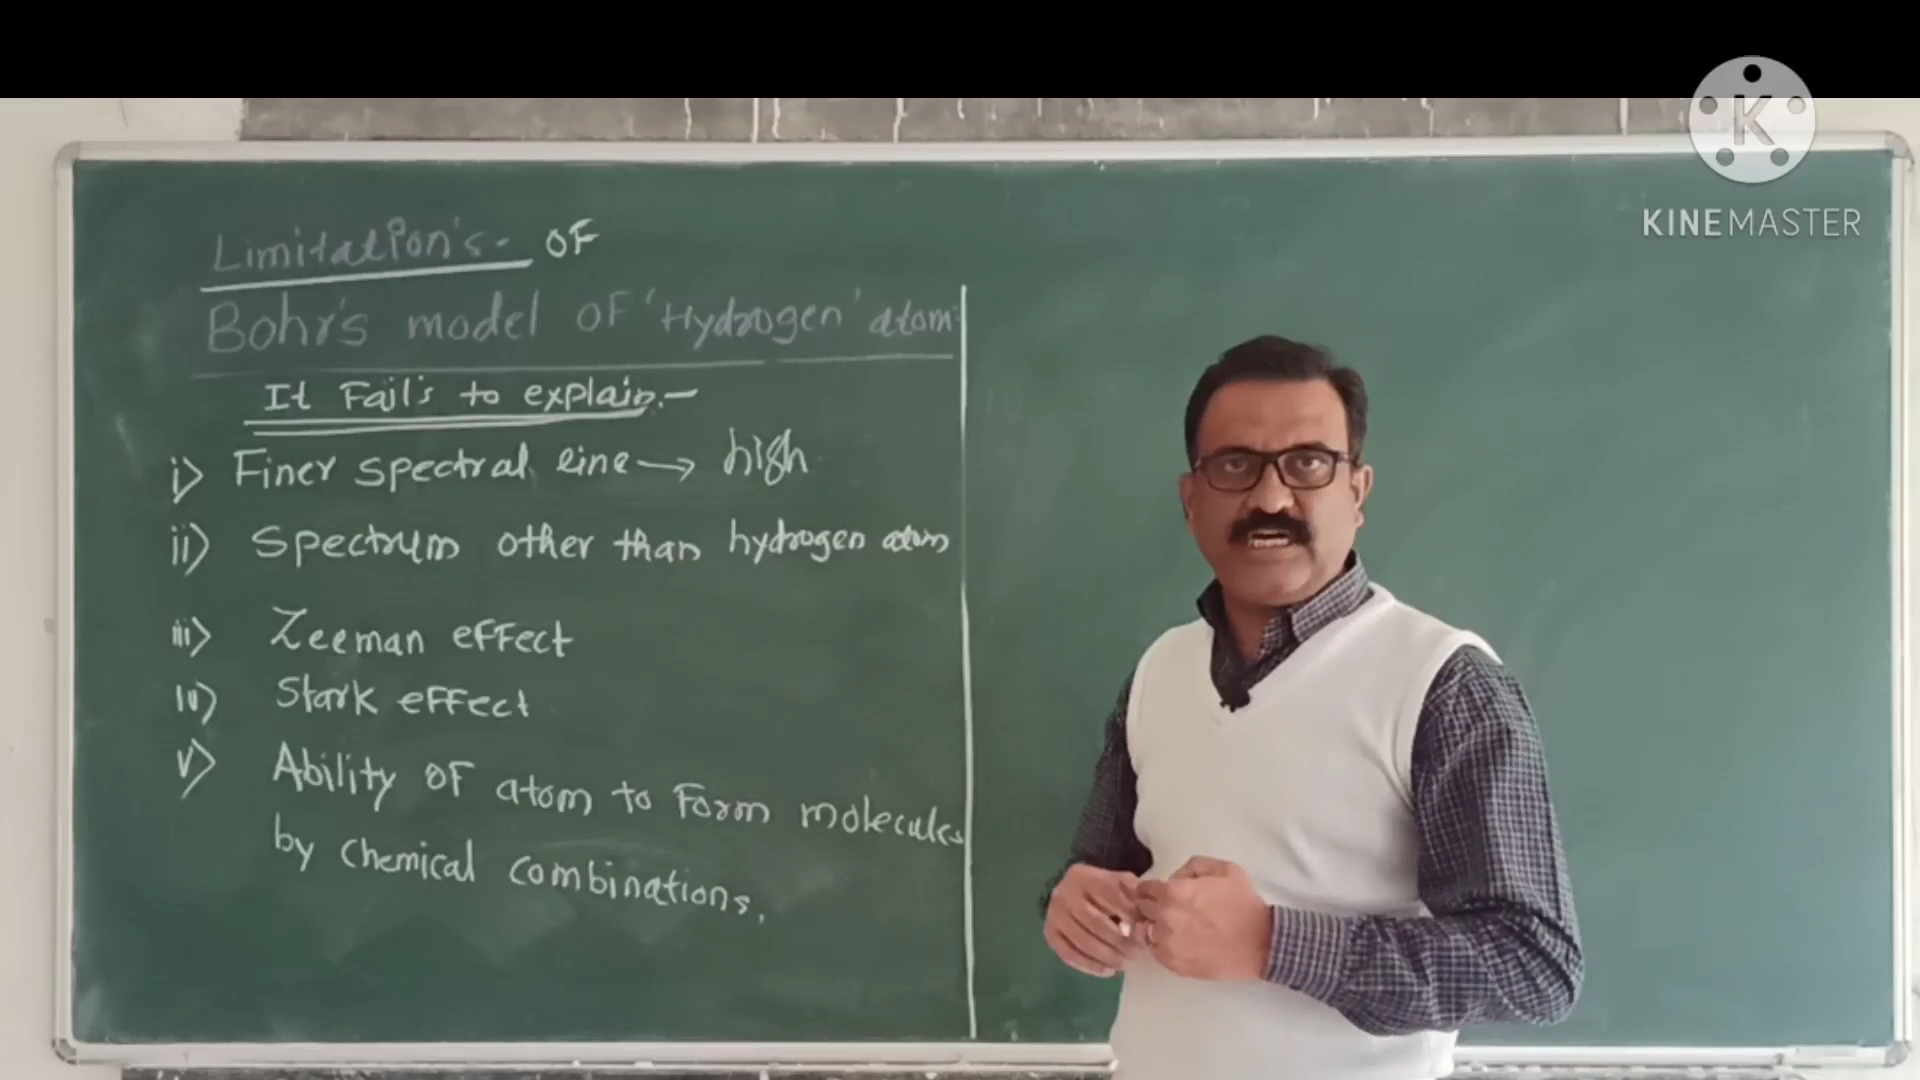 Limitation's - OF
Bohr's model OF 'Hydrogen' atom
It Fail's to explain. -
i) Finer spectral line → high
ii) Spectrum other than hydrogen atom
iii) Zeeman effect
iv) Stark effect
v) Ability OF atom to Form molecules
by chemical combinations.
K
KINEMASTER